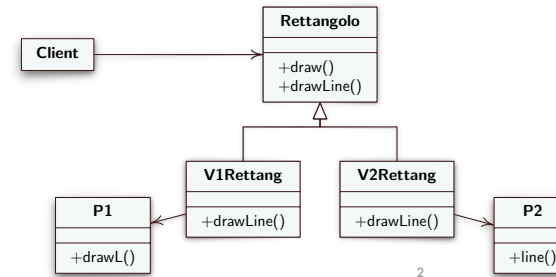 Rettangolo
Client
+draw()
+drawLine()
V1Rettang
V2Rettang
+drawLine()
+drawLine()
P1
P2
+drawL()
+line()
2